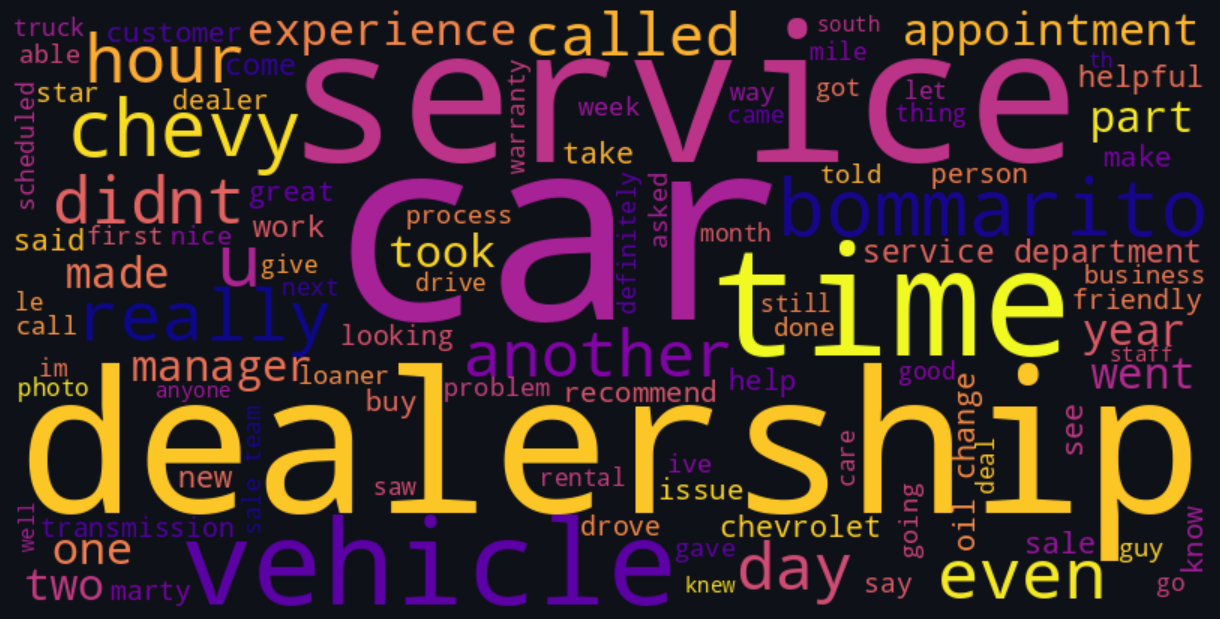 truck
customer
experience
called
south
appointment
able
hour
come
service
mile
th
helpful
star
dealer
chevy
scheduled
warranty
week
way
came
got
let
thing
part
take
make
told
person
didnt
great
car
definitely
asked
bommarito
said
first
nice
work
process
took
month
service department
made
u
give
drive
time
business
le
call
really
next
still
done
friendly
looking
another
year
staff
im
manager
loaner
problem
recommend
help
good
went
photo
anyone
buy
dealership
sale team
new
saw
rental
ive
issue
care
oil change
deal
see
well
transmission
vehicle
drove
chevrolet
going
know
one
gave
day
sale
guy
two
marty
knew
say
even
go